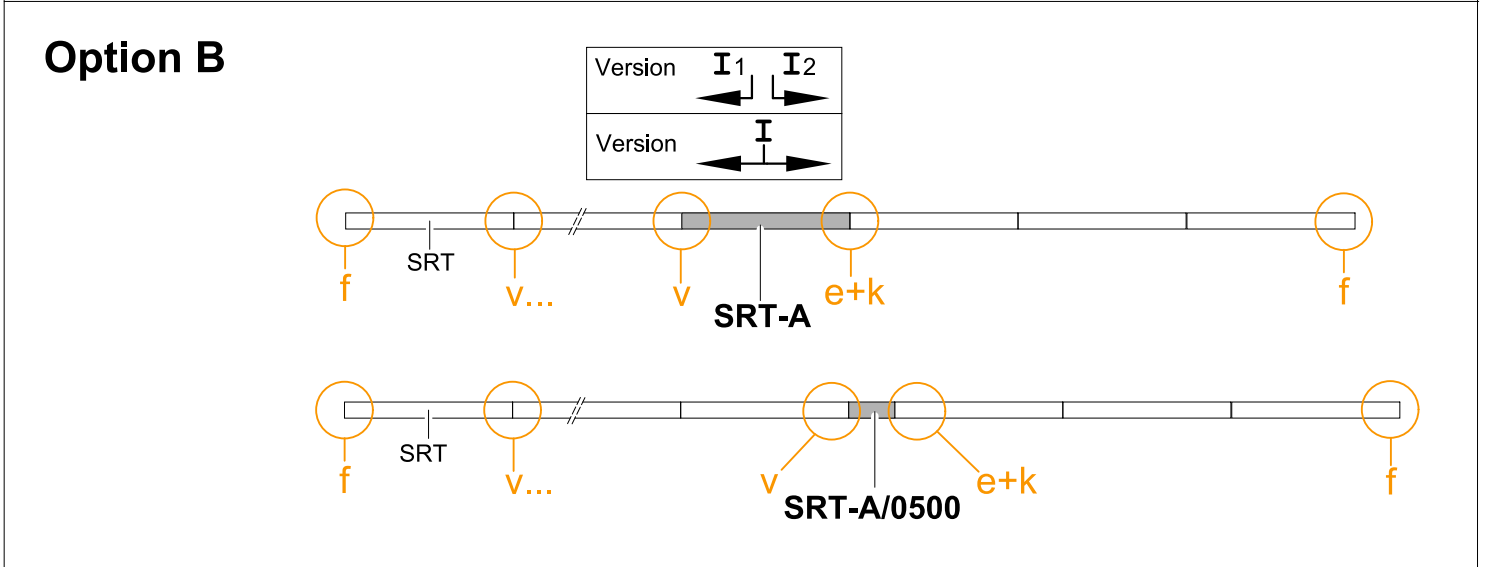 Option B
Version I1 I2
Version I
SRT
f v... v e+k f
SRT-A
SRT
f v... v e+k f
SRT-A/0500